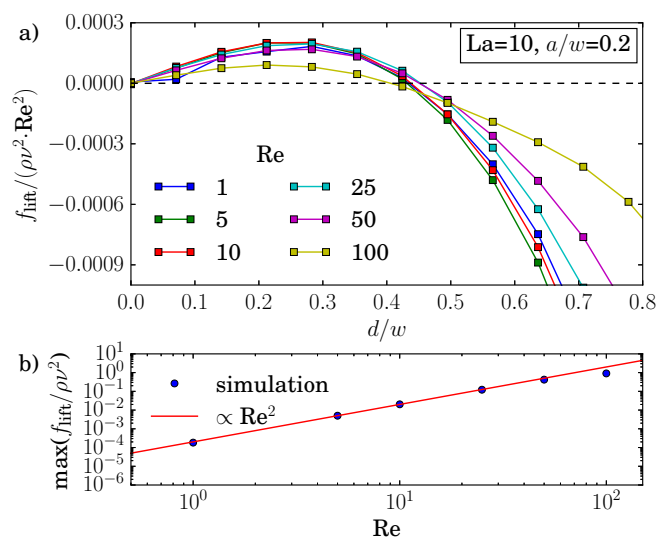 a)
La=10, a/w=0.2
0.0003
0.0000
−0.0003
−0.0006
−0.0009
f_lift/(ρν²·Re²)
Re
1 25
5 50
10 100
0.0 0.1 0.2 0.3 0.4 0.5 0.6 0.7 0.8
d/w
b)
10¹
10⁰
10⁻¹
10⁻²
10⁻³
10⁻⁴
10⁻⁵
10⁻⁶
max(f_lift/ρν²)
simulation
∝ Re²
10⁰ 10¹ 10²
Re